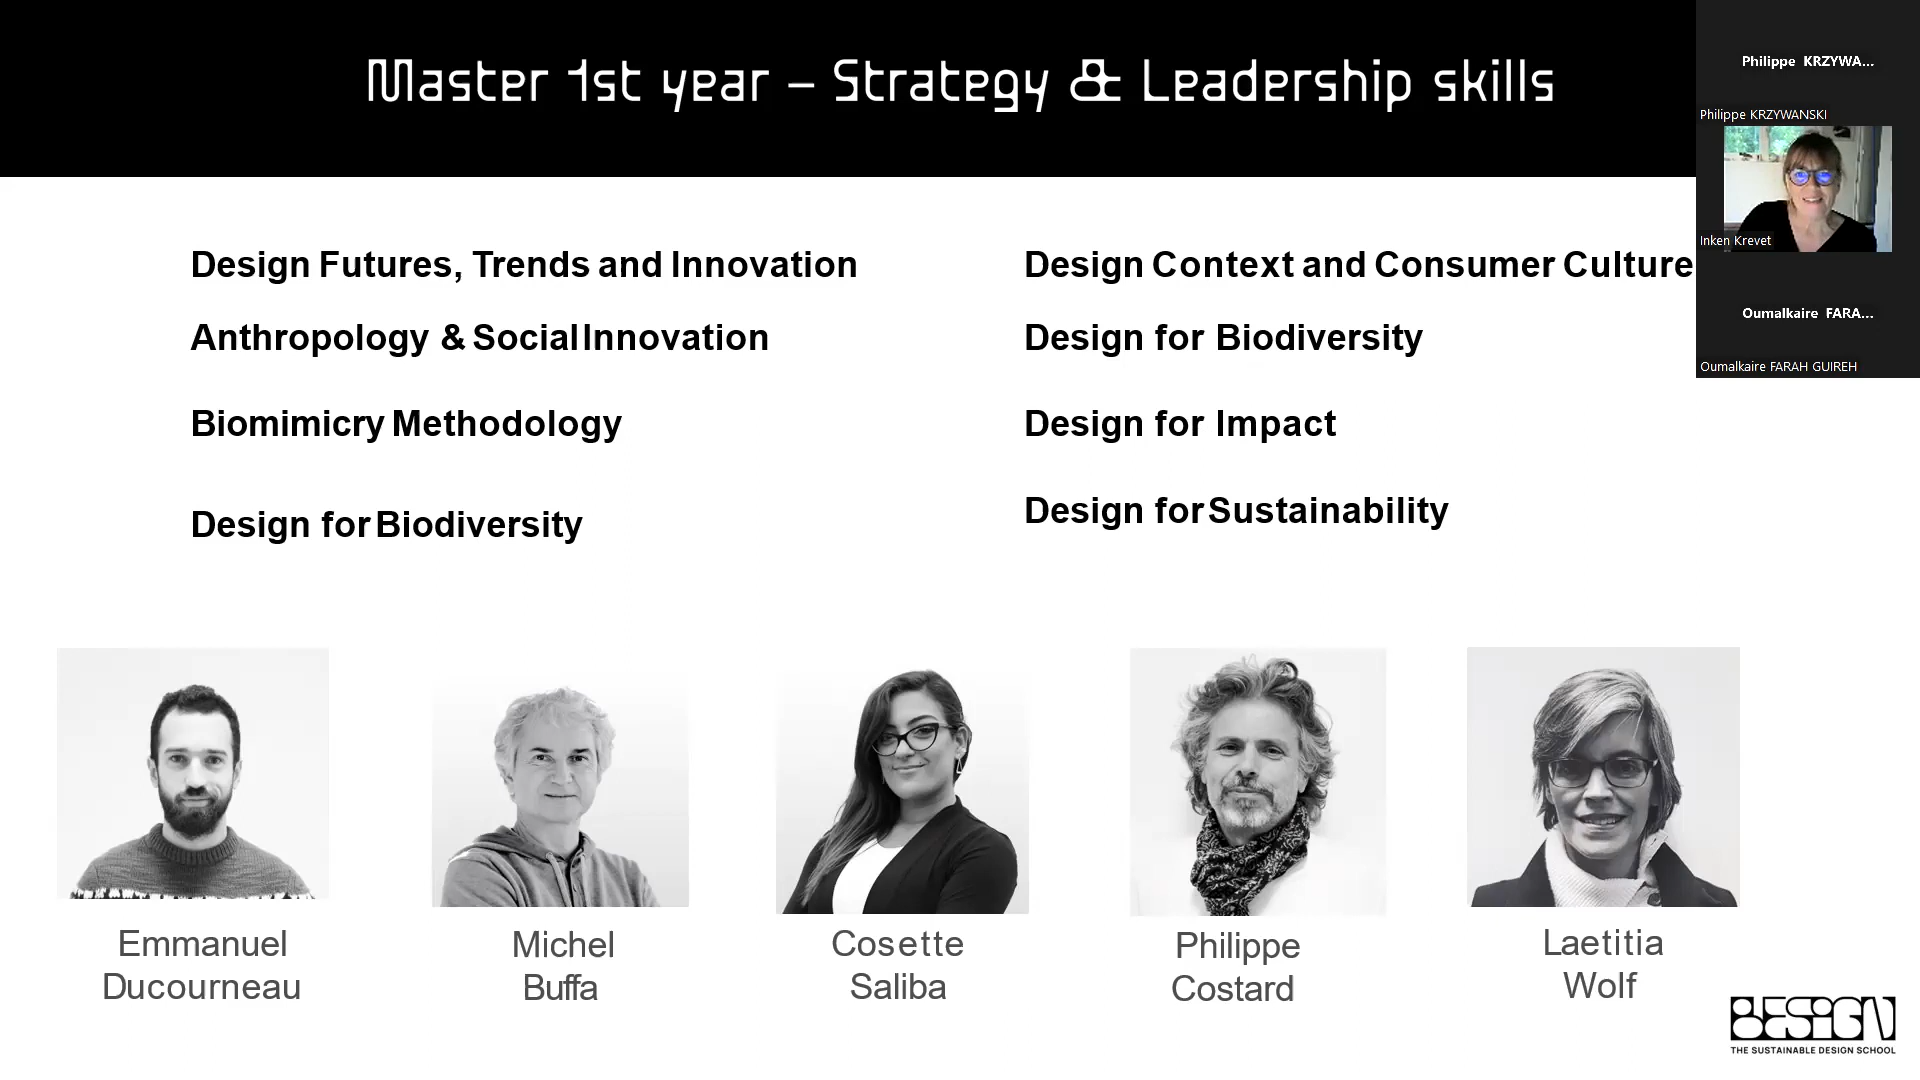 Master 1st year – Strategy & Leadership skills
Philippe KRZYWA...
Philippe KRZYWANSKI
Inken Krevet
Oumalkaire FARA...
Oumalkaire FARAH GUIREH
Design Futures, Trends and Innovation
Anthropology & Social Innovation
Biomimicry Methodology
Design for Biodiversity
Design Context and Consumer Culture
Design for Biodiversity
Design for Impact
Design for Sustainability
Emmanuel
Ducourneau
Michel
Buffa
Cosette
Saliba
Philippe
Costard
Laetitia
Wolf
DESIGN
THE SUSTAINABLE DESIGN SCHOOL